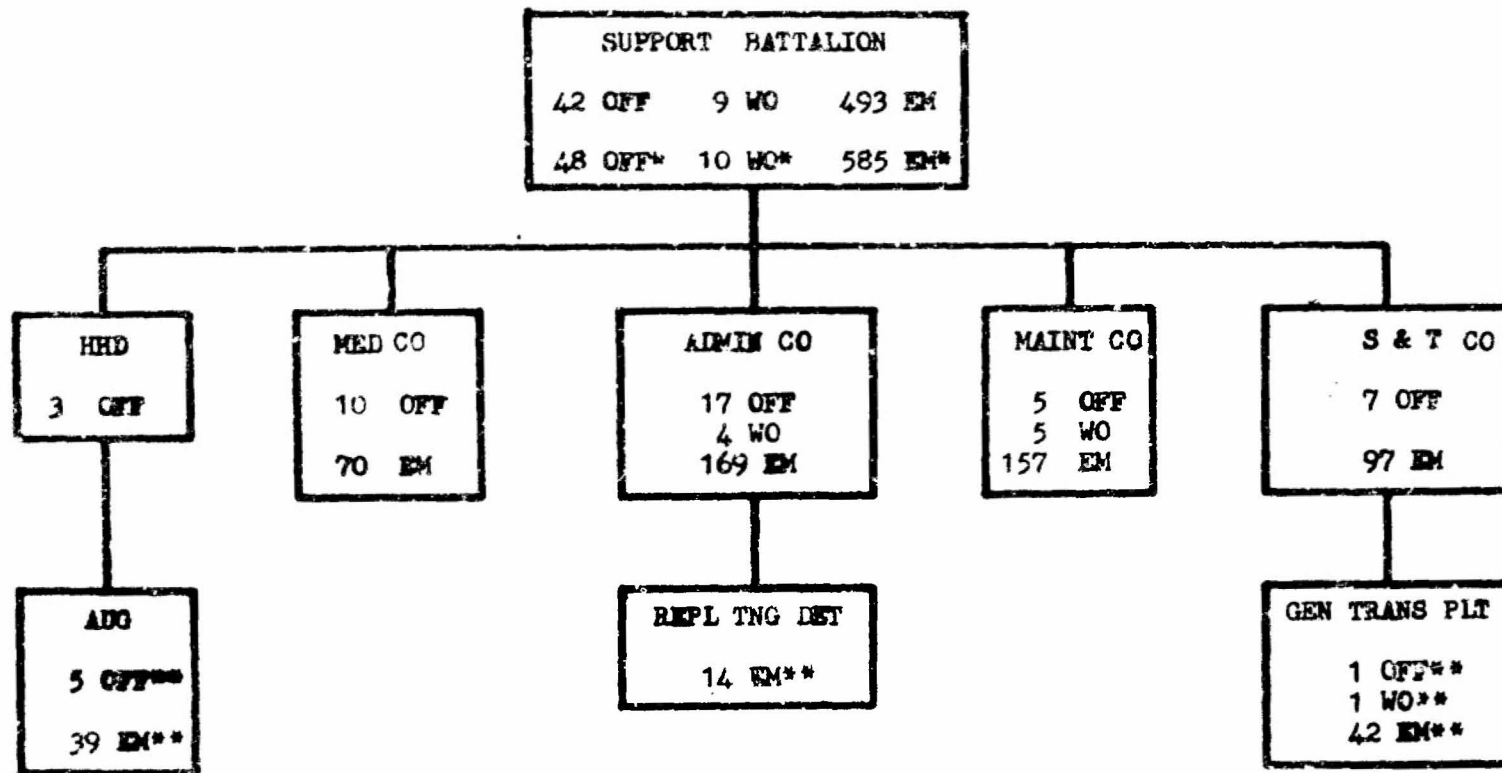 SUPPORT BATTALION
42 OFF 9 WO 493 EM
48 OFF* 10 WO* 585 EM*
HHD
3 OFF
MED CO
10 OFF
70 EM
ADMIN CO
17 OFF
4 WO
169 EM
MAINT CO
5 OFF
5 WO
157 EM
S & T CO
7 OFF
97 EM
AUG
5 OFF**
39 EM**
REPL TNG DET
14 EM**
GEN TRANS PLT
1 OFF**
1 WO**
42 EM**